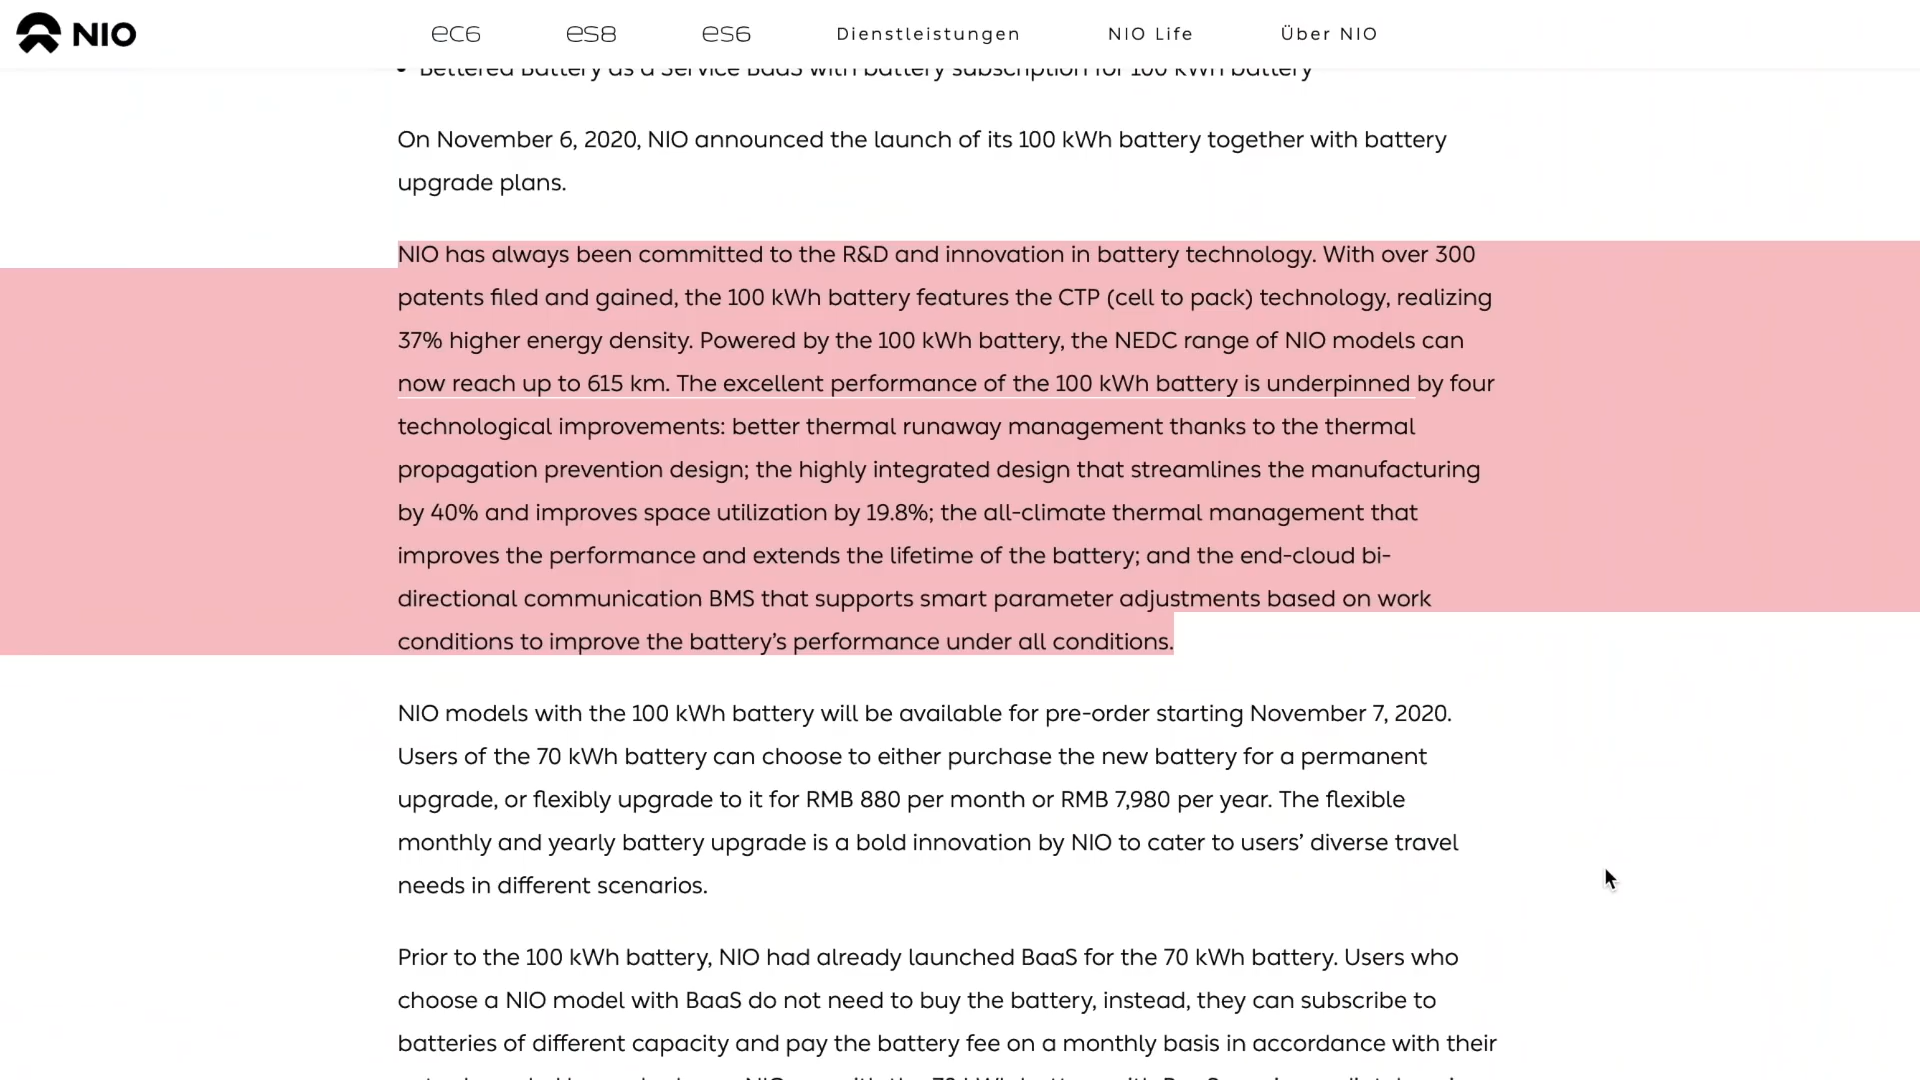 NIO
ec6 es8 es6 Dienstleistungen NIO Life Über NIO
Bettered Battery as a Service BaaS with battery subscription for 100 kWh battery
On November 6, 2020, NIO announced the launch of its 100 kWh battery together with battery
upgrade plans.
NIO has always been committed to the R&D and innovation in battery technology. With over 300
patents filed and gained, the 100 kWh battery features the CTP (cell to pack) technology, realizing
37% higher energy density. Powered by the 100 kWh battery, the NEDC range of NIO models can
now reach up to 615 km. The excellent performance of the 100 kWh battery is underpinned by four
technological improvements: better thermal runaway management thanks to the thermal
propagation prevention design; the highly integrated design that streamlines the manufacturing
by 40% and improves space utilization by 19.8%; the all-climate thermal management that
improves the performance and extends the lifetime of the battery; and the end-cloud bi-
directional communication BMS that supports smart parameter adjustments based on work
conditions to improve the battery’s performance under all conditions.
NIO models with the 100 kWh battery will be available for pre-order starting November 7, 2020.
Users of the 70 kWh battery can choose to either purchase the new battery for a permanent
upgrade, or flexibly upgrade to it for RMB 880 per month or RMB 7,980 per year. The flexible
monthly and yearly battery upgrade is a bold innovation by NIO to cater to users’ diverse travel
needs in different scenarios.
Prior to the 100 kWh battery, NIO had already launched BaaS for the 70 kWh battery. Users who
choose a NIO model with BaaS do not need to buy the battery, instead, they can subscribe to
batteries of different capacity and pay the battery fee on a monthly basis in accordance with their